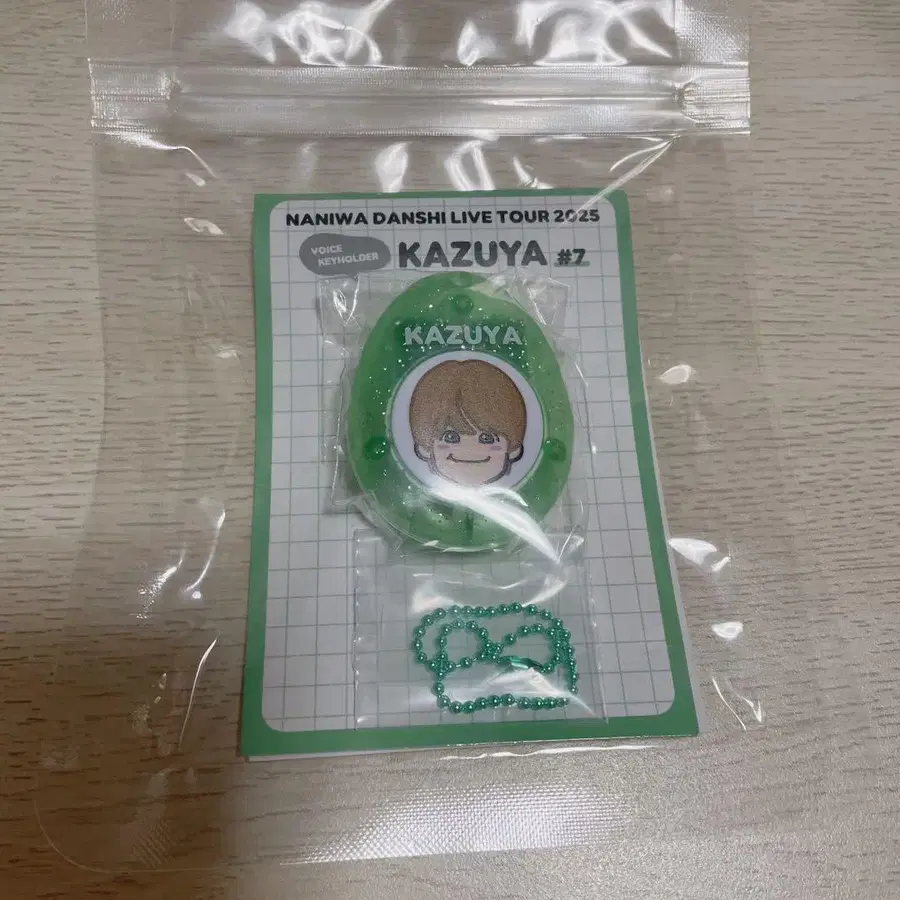 NANIWA DANSHI LIVE TOUR 2025
VOICE
KEYHOLDER
KAZUYA #7
KAZUYA